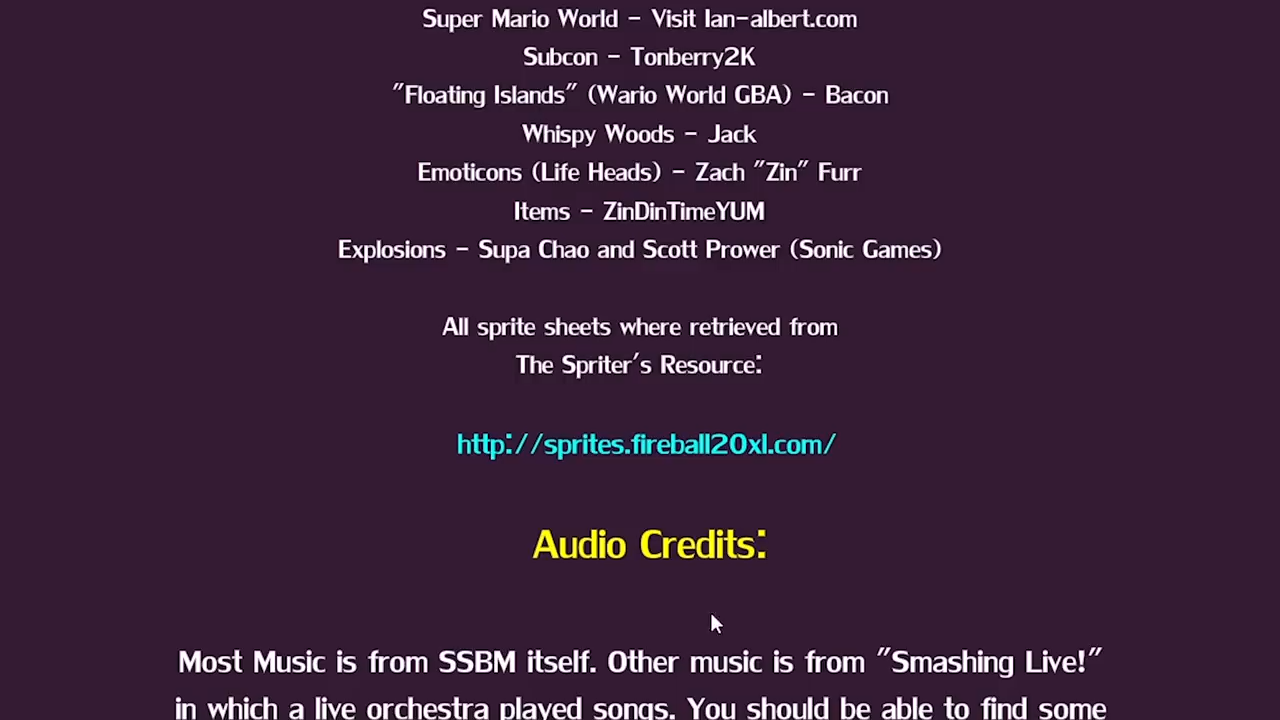 Super Mario World - Visit Ian-albert.com
Subcon - Tonberry2K
"Floating Islands" (Wario World GBA) - Bacon
Whispy Woods - Jack
Emoticons (Life Heads) - Zach "Zin" Furr
Items - ZinDinTimeYUM
Explosions - Supa Chao and Scott Prower (Sonic Games)
All sprite sheets where retrieved from
The Spriter's Resource:
http://sprites.fireball20xl.com/
Audio Credits:
Most Music is from SSBM itself. Other music is from "Smashing Live!"
in which a live orchestra played songs. You should be able to find some